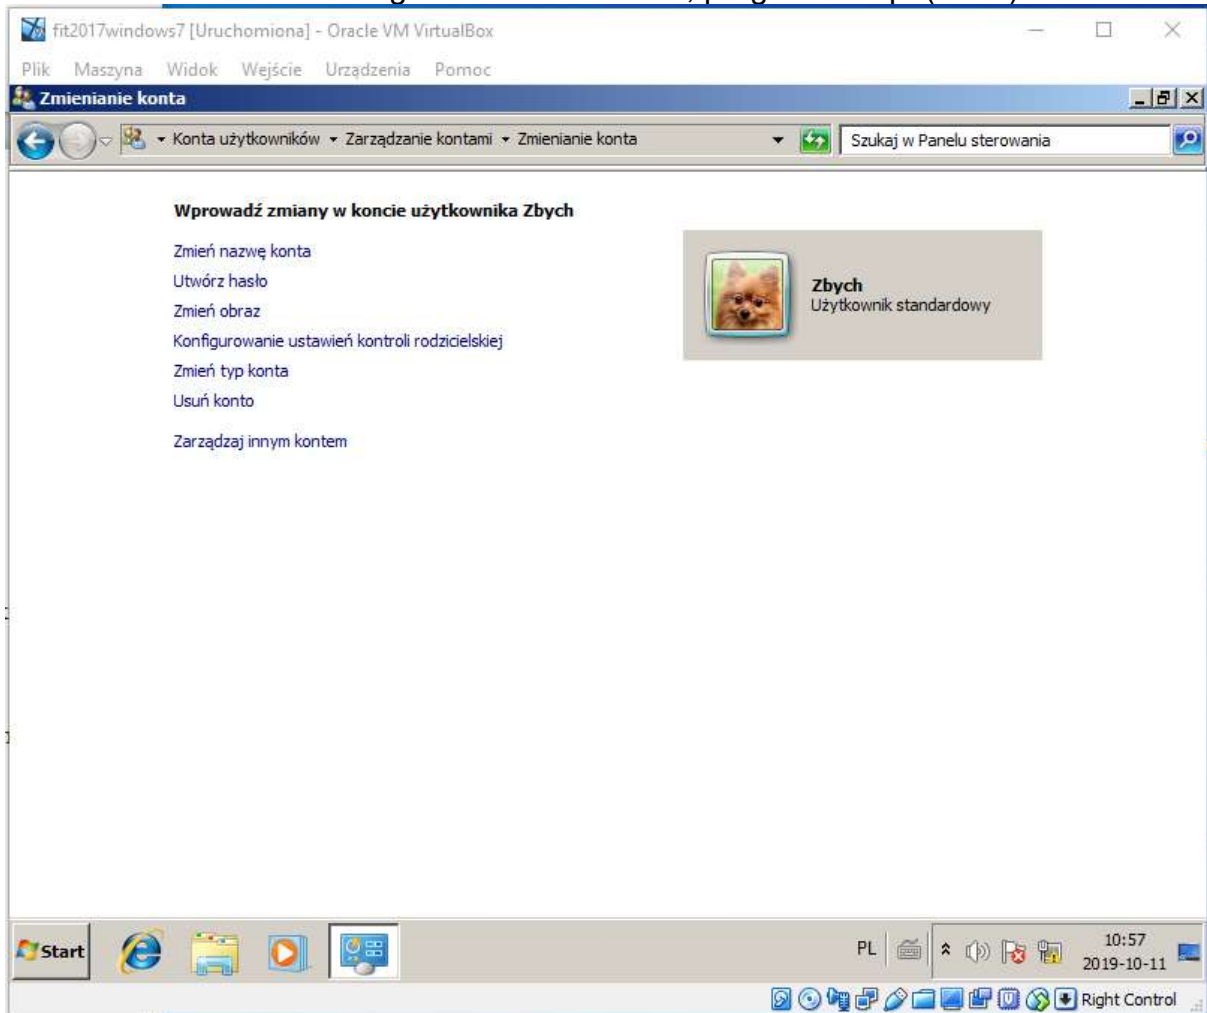 fit2017windows7 [Uruchomiona] - Oracle VM VirtualBox
Plik Maszyna Widok Wejście Urządzenia Pomoc
Zmienianie konta
Konta użytkowników Zarządzanie kontami Zmienianie konta Szukaj w Panelu sterowania
Wprowadź zmiany w koncie użytkownika Zbych
Zmień nazwę konta
Utwórz hasło
Zmień obraz
Konfigurowanie ustawień kontroli rodzicielskiej
Zmień typ konta
Usuń konto
Zarządzaj innym kontem
Zbych
Użytkownik standardowy
Start PL 10:57
2019-10-11
Right Control